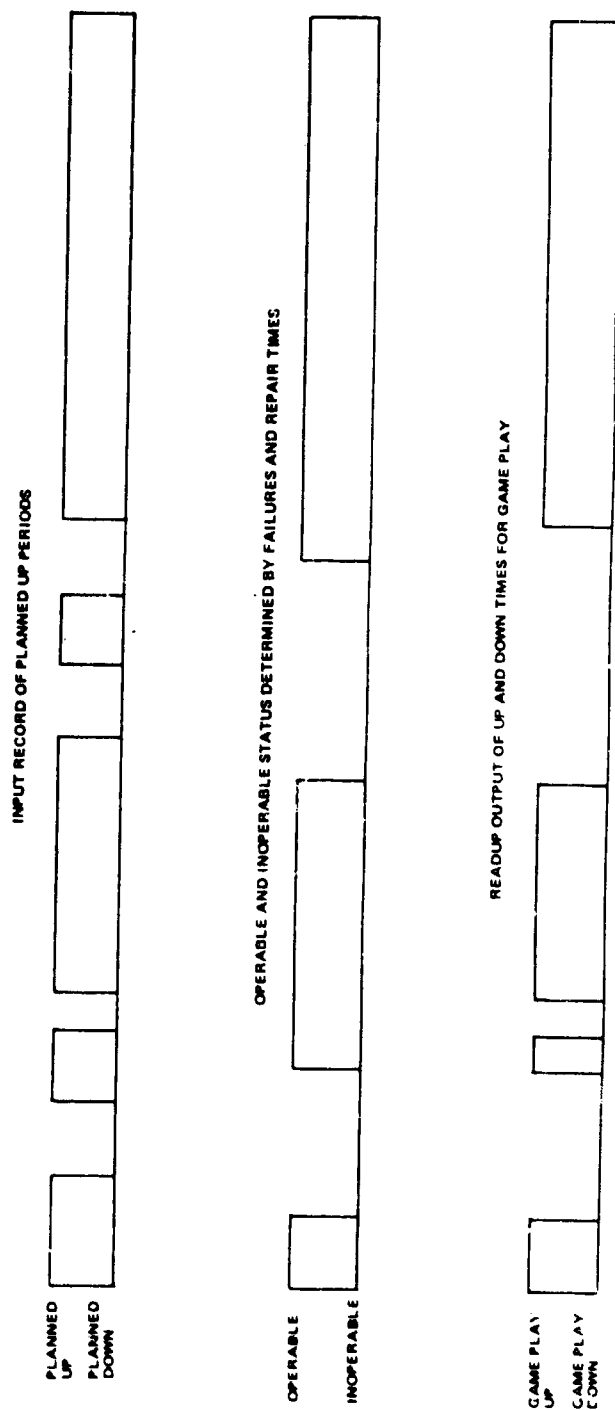 INPUT RECORD OF PLANNED UP PERIODS
PLANNED
UP
PLANNED
DOWN
OPERABLE AND INOPERABLE STATUS DETERMINED BY FAILURES AND REPAIR TIMES
OPERABLE
INOPERABLE
READUP OUTPUT OF UP AND DOWN TIMES FOR GAME PLAY
GAME PLAY
UP
GAME PLAY
DOWN